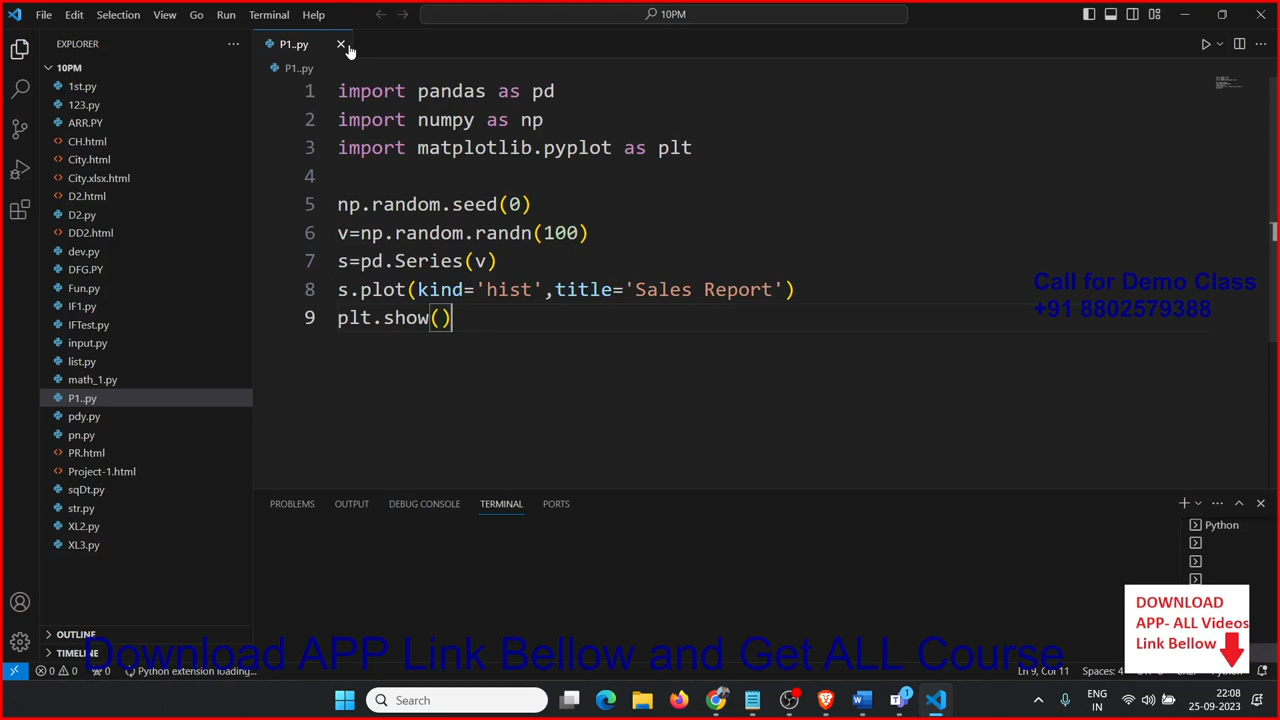 File Edit Selection View Go Run Terminal Help
10PM
EXPLORER
P1..py
10PM
P1..py
1st.py
123.py
ARR.PY
CH.html
City.html
City.xlsx.html
D2.html
D2.py
DD2.html
dev.py
DFG.PY
Fun.py
IF1.py
IFTest.py
input.py
list.py
math_1.py
P1..py
pdy.py
pn.py
PR.html
Project-1.html
sqDt.py
str.py
XL2.py
XL3.py
OUTLINE
TIMELINE
1 import pandas as pd
2 import numpy as np
3 import matplotlib.pyplot as plt
4
5 np.random.seed(0)
6 v=np.random.randn(100)
7 s=pd.Series(v)
8 s.plot(kind='hist',title='Sales Report')
9 plt.show()
Call for Demo Class
+91 8802579388
PROBLEMS OUTPUT DEBUG CONSOLE TERMINAL PORTS
Python
DOWNLOAD
APP- ALL Videos
Link Bellow
Download APP Link Bellow and Get ALL Course
0 0 0 Python extension loading...
Ln 9, Col 11 Spaces: 4
Search
1
ENG
IN
22:08
25-09-2023